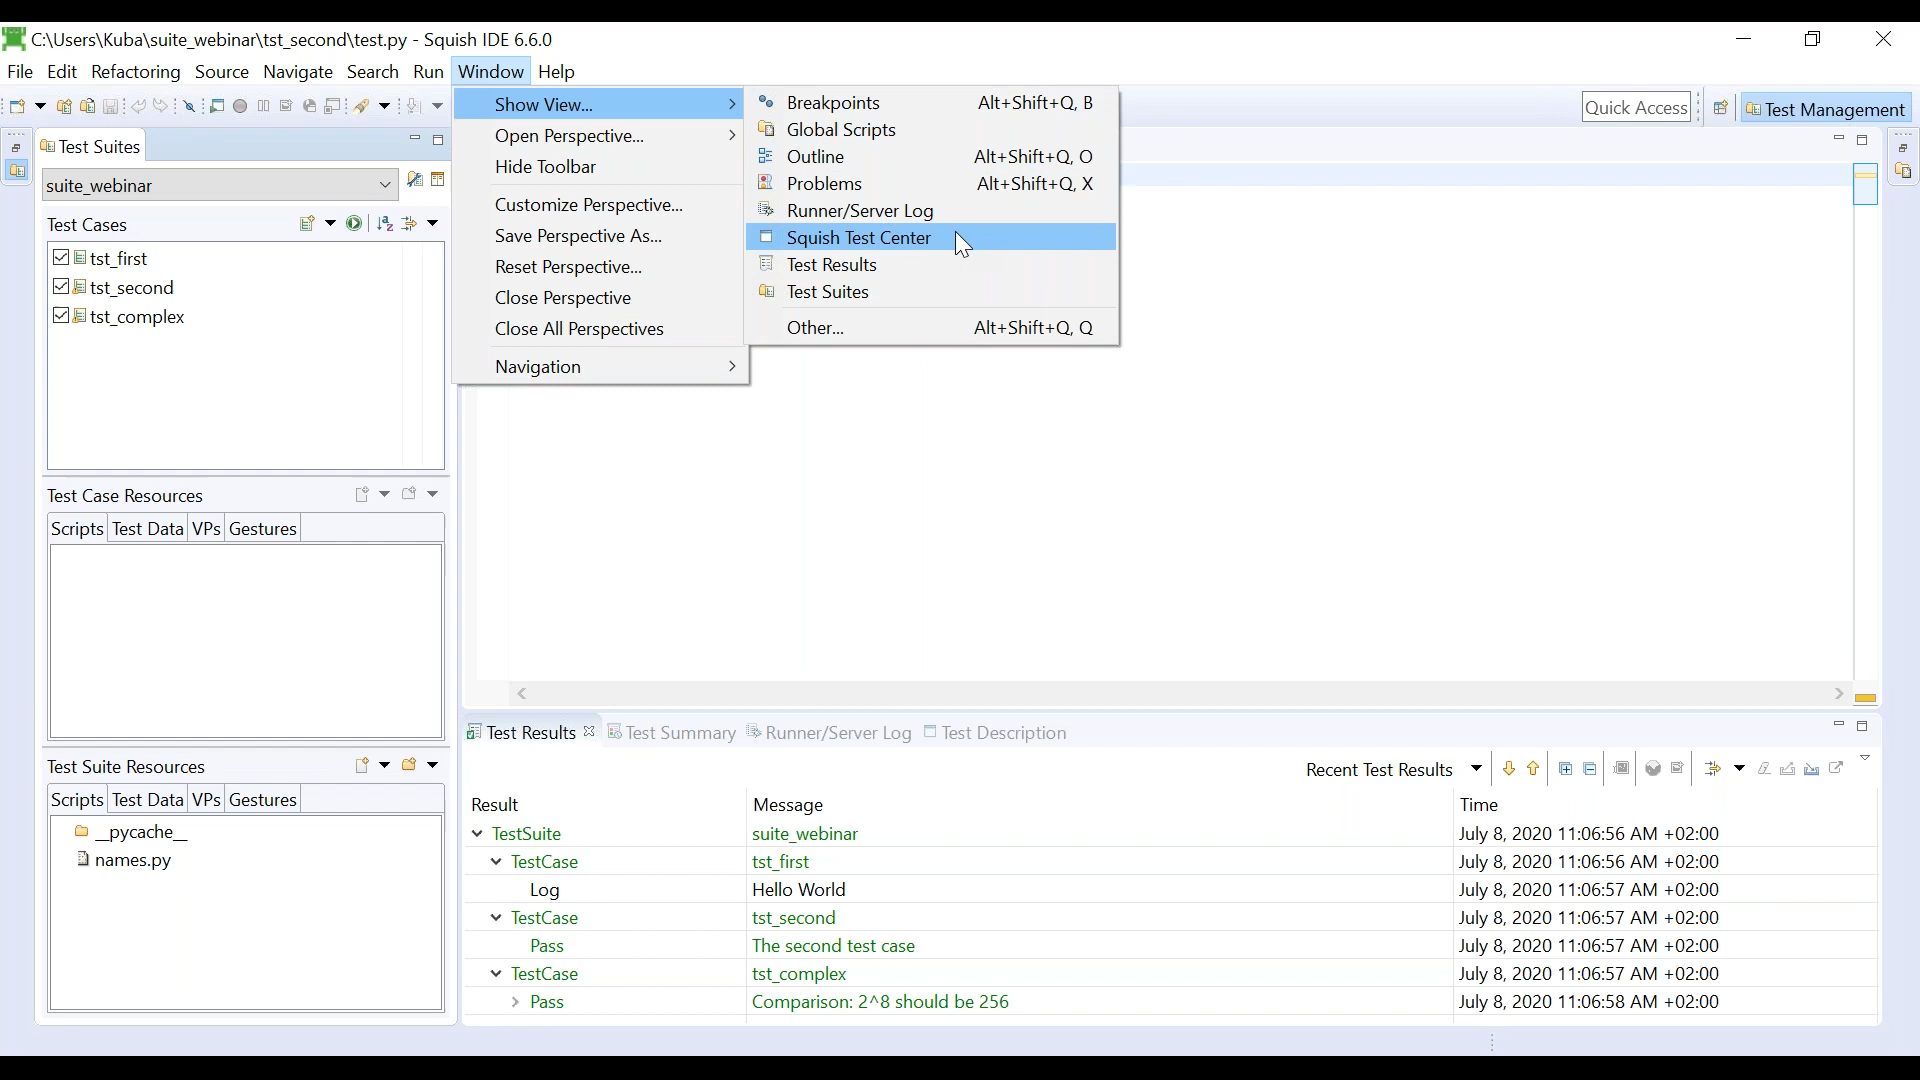 C:\Users\Kuba\suite_webinar\tst_second\test.py - Squish IDE 6.6.0
File Edit Refactoring Source Navigate Search Run Window Help
Quick Access
Test Management
Show View...
Open Perspective...
Hide Toolbar
Customize Perspective...
Save Perspective As...
Reset Perspective...
Close Perspective
Close All Perspectives
Navigation
Breakpoints Alt+Shift+Q, B
Global Scripts
Outline Alt+Shift+Q, O
Problems Alt+Shift+Q, X
Runner/Server Log
Squish Test Center
Test Results
Test Suites
Other... Alt+Shift+Q, Q
Test Suites
suite_webinar
Test Cases
tst_first
tst_second
tst_complex
Test Case Resources
Scripts Test Data VPs Gestures
Test Suite Resources
Scripts Test Data VPs Gestures
__pycache__
names.py
Test Results Test Summary Runner/Server Log Test Description
Recent Test Results
Result Message Time
TestSuite suite_webinar July 8, 2020 11:06:56 AM +02:00
TestCase tst_first July 8, 2020 11:06:56 AM +02:00
Log Hello World July 8, 2020 11:06:57 AM +02:00
TestCase tst_second July 8, 2020 11:06:57 AM +02:00
Pass The second test case July 8, 2020 11:06:57 AM +02:00
TestCase tst_complex July 8, 2020 11:06:57 AM +02:00
Pass Comparison: 2^8 should be 256 July 8, 2020 11:06:58 AM +02:00